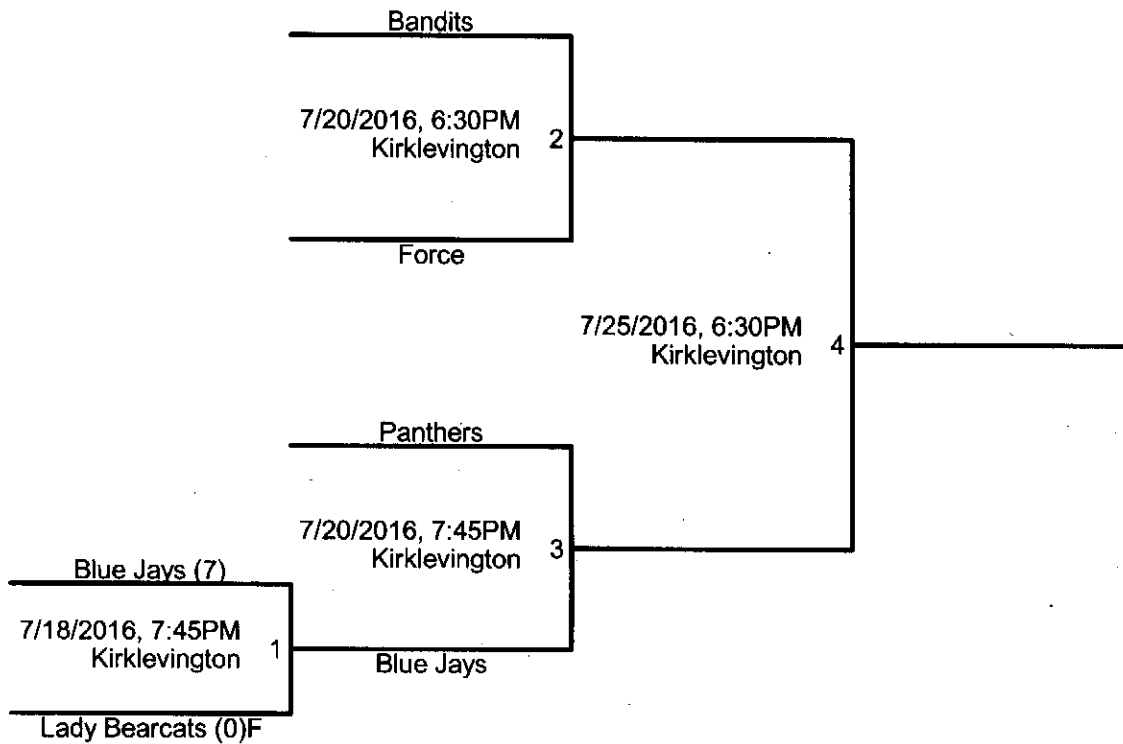 Bandits
7/20/2016, 6:30PM
Kirklevington
2
Force
7/25/2016, 6:30PM
Kirklevington
4
Panthers
7/20/2016, 7:45PM
Kirklevington
3
Blue Jays (7)
7/18/2016, 7:45PM
Kirklevington
1
Blue Jays
Lady Bearcats (0)F